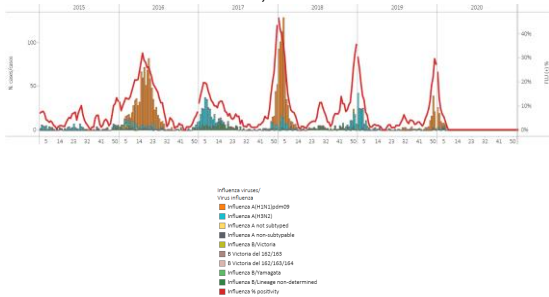 2015 2016 2017 2018 2019 2020
100
50
0
40%
30%
20%
10%
0%
5 14 23 32 41 50 5 14 23 32 41 50 5 14 23 32 41 50 5 14 23 32 41 50 5 14 23 32 41 50 5 14 23 32 41 50
Influenza viruses/
Virus influenza
Influenza A(H1N1)pdm09
Influenza A(H3N2)
Influenza A not subtyped
Influenza A non-subtypable
Influenza B/Victoria
B Victoria del 162/163
B Victoria del 162/163/164
Influenza B/Yamagata
Influenza B/Lineage non-determined
Influenza % positivity